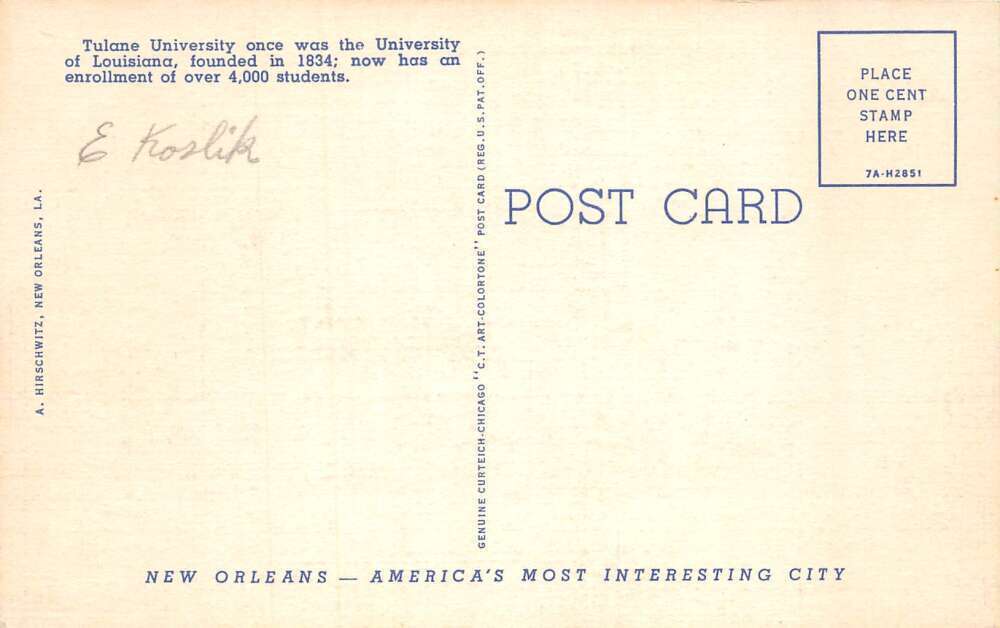 Tulane University once was the University
of Louisiana, founded in 1834; now has an
enrollment of over 4,000 students.
E Koslik
A. HIRSCHWITZ, NEW ORLEANS, LA.
GENUINE CURTEICH-CHICAGO "C.T. ART-COLORTONE" POST CARD (REG. U.S. PAT. OFF.)
POST CARD
PLACE
ONE CENT
STAMP
HERE
7A-H2851
NEW ORLEANS — AMERICA'S MOST INTERESTING CITY